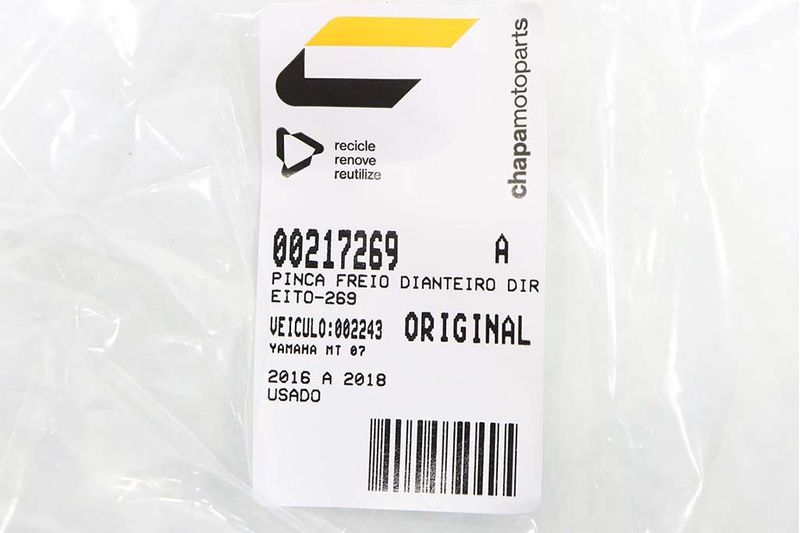 chapamotoparts
recicle
renove
reutilize
00217269 A
PINCA FREIO DIANTEIRO DIR
EITO-269
VEICULO:002243 ORIGINAL
YAMAHA MT 07
2016 A 2018
USADO